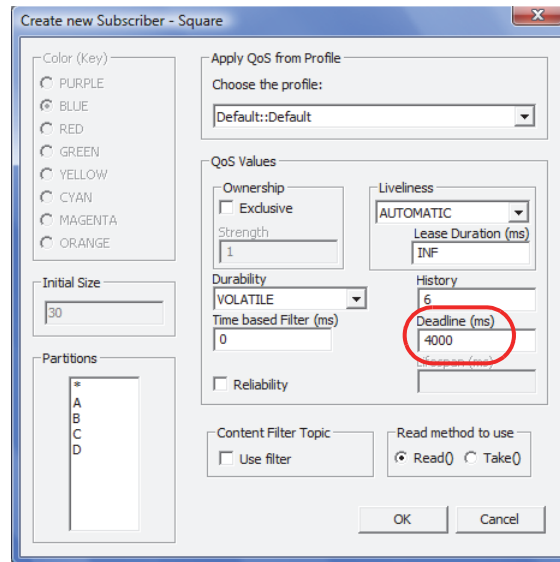 Create new Subscriber - Square
Color (Key)
PURPLE
BLUE
RED
GREEN
YELLOW
CYAN
MAGENTA
ORANGE
Initial Size
30
Partitions
*
A
B
C
D
Apply QoS from Profile
Choose the profile:
Default::Default
QoS Values
Ownership
Exclusive
Strength
1
Liveliness
AUTOMATIC
Lease Duration (ms)
INF
Durability
VOLATILE
History
6
Time based Filter (ms)
0
Deadline (ms)
4000
Lifespan (ms)
Reliability
Content Filter Topic
Use filter
Read method to use
Read() Take()
OK Cancel